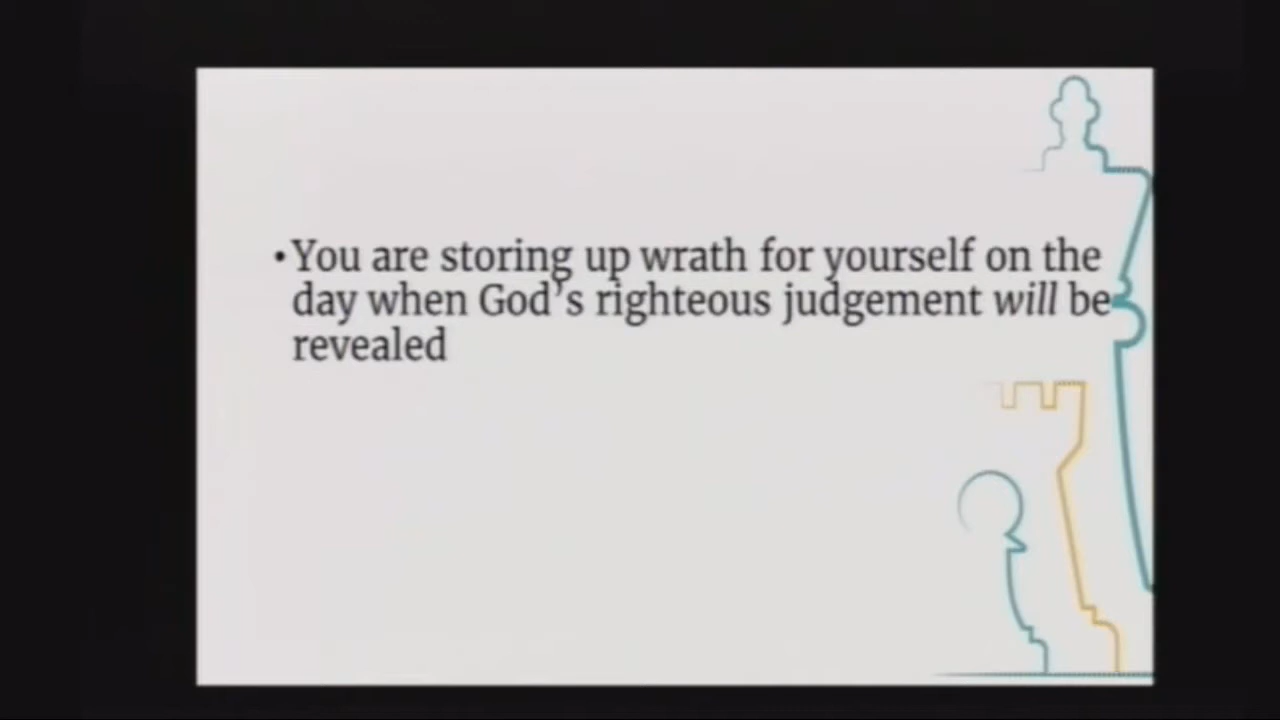 •You are storing up wrath for yourself on the
day when God's righteous judgement will be
revealed